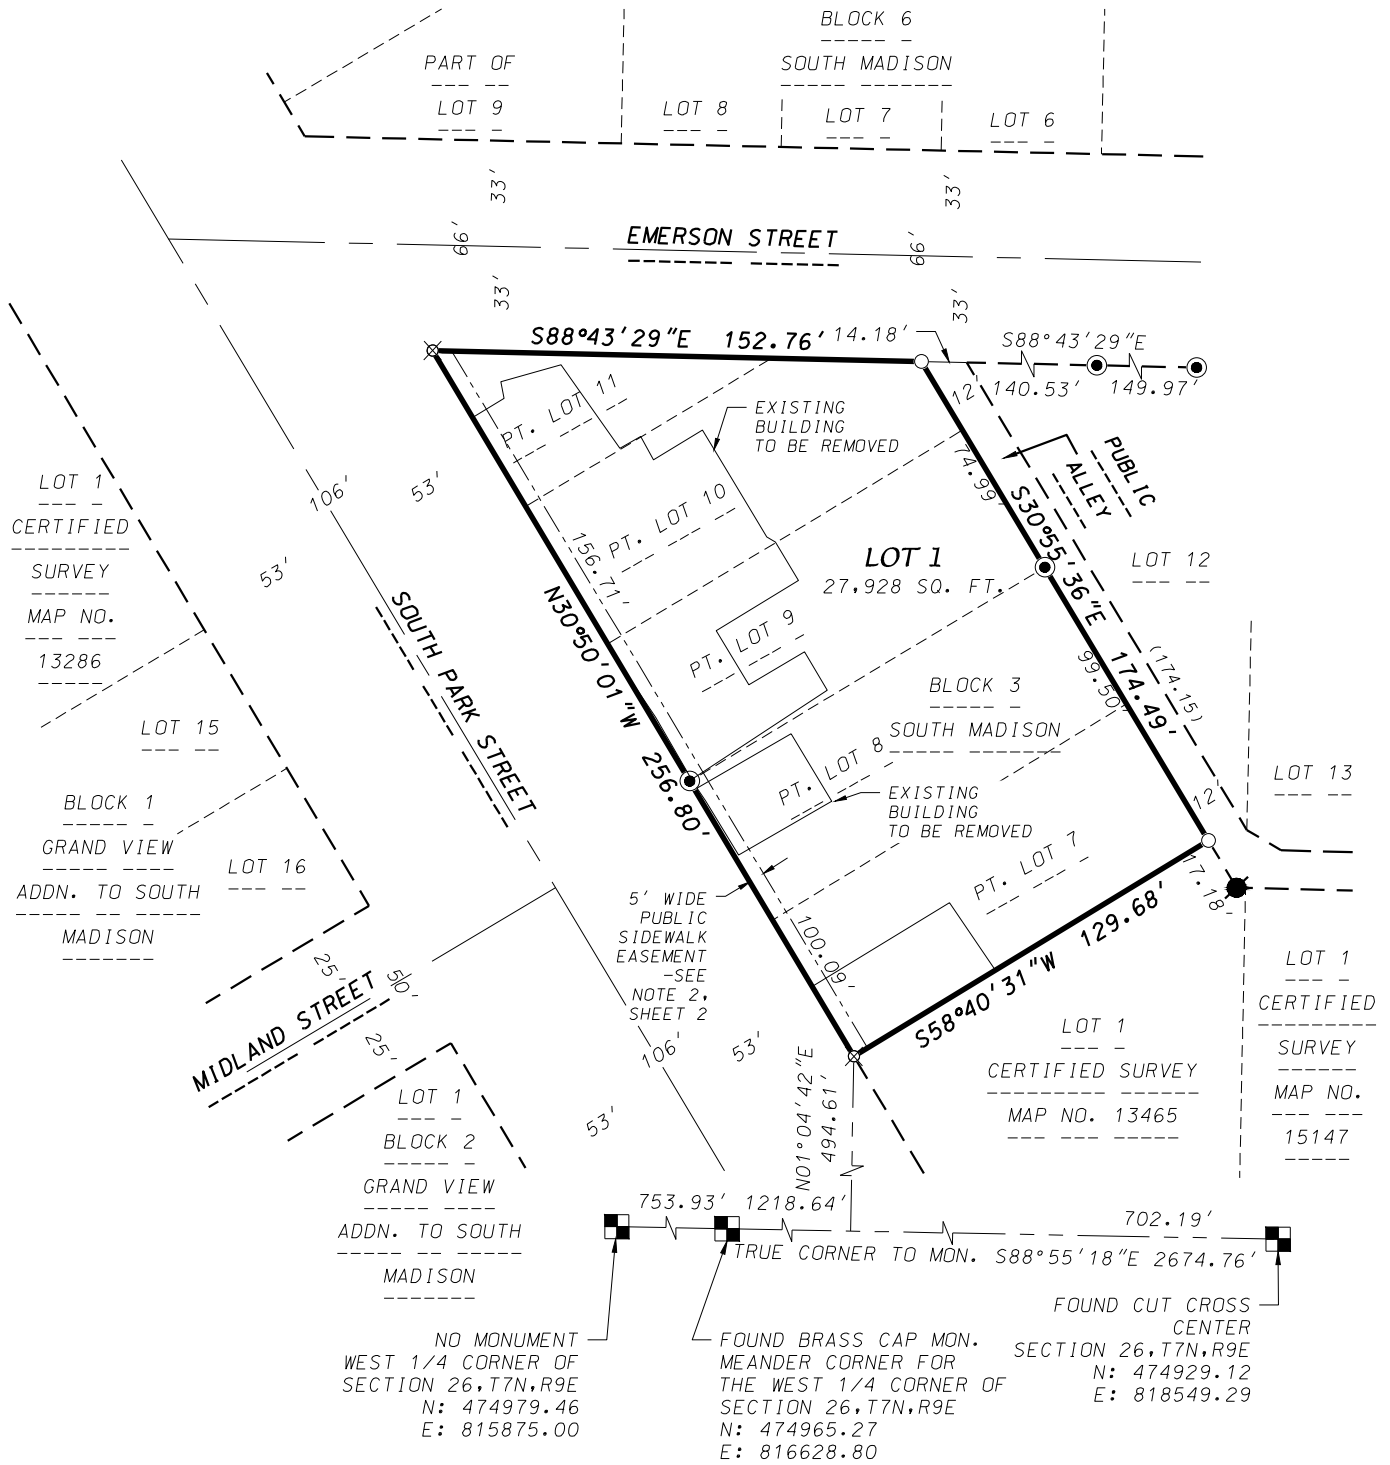 BLOCK 6
SOUTH MADISON
PART OF
LOT 9
LOT 8
LOT 7
LOT 6
33'
33'
66'
EMERSON STREET
66'
33'
33'
S88°43'29"E 152.76'
14.18'
S88°43'29"E
140.53'
149.97'
12'
PT. LOT 11
EXISTING
BUILDING
TO BE REMOVED
PUBLIC
ALLEY
74.99'
LOT 1
CERTIFIED
SURVEY
MAP NO.
13286
106'
53'
53'
PT. LOT 10
156.71'
LOT 1
27,928 SQ. FT.
S30°55'36"E 174.49'
LOT 12
SOUTH PARK STREET
N30°50'01"W 256.80'
PT. LOT 9
99.50'
(174.15')
BLOCK 3
SOUTH MADISON
LOT 15
LOT 13
BLOCK 1
GRAND VIEW
ADDN. TO SOUTH
MADISON
LOT 16
PT. LOT 8
EXISTING
BUILDING
TO BE REMOVED
12'
PT. LOT 7
17.18'
5' WIDE
PUBLIC
SIDEWALK
EASEMENT
-SEE
NOTE 2,
SHEET 2
100.09'
S58°40'31"W 129.68'
25'
50'
MIDLAND STREET
25'
106'
53'
53'
LOT 1
CERTIFIED SURVEY
MAP NO. 13465
LOT 1
CERTIFIED
SURVEY
MAP NO.
15147
LOT 1
BLOCK 2
GRAND VIEW
ADDN. TO SOUTH
MADISON
N01°04'42"E
494.61'
753.93'
1218.64'
702.19'
TRUE CORNER TO MON. S88°55'18"E 2674.76'
NO MONUMENT
WEST 1/4 CORNER OF
SECTION 26,T7N,R9E
N: 474979.46
E: 815875.00
FOUND BRASS CAP MON.
MEANDER CORNER FOR
THE WEST 1/4 CORNER OF
SECTION 26,T7N,R9E
N: 474965.27
E: 816628.80
FOUND CUT CROSS
CENTER
SECTION 26,T7N,R9E
N: 474929.12
E: 818549.29